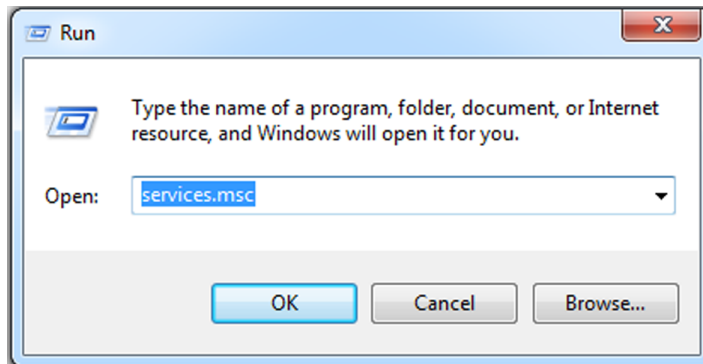 Run
Type the name of a program, folder, document, or Internet
resource, and Windows will open it for you.
Open: services.msc
OK Cancel Browse...